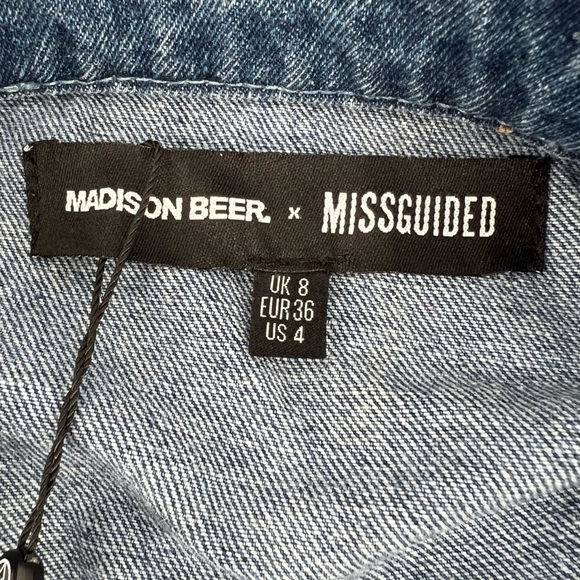 MADISON BEER. x MISSGUIDED
UK 8
EUR 36
US 4